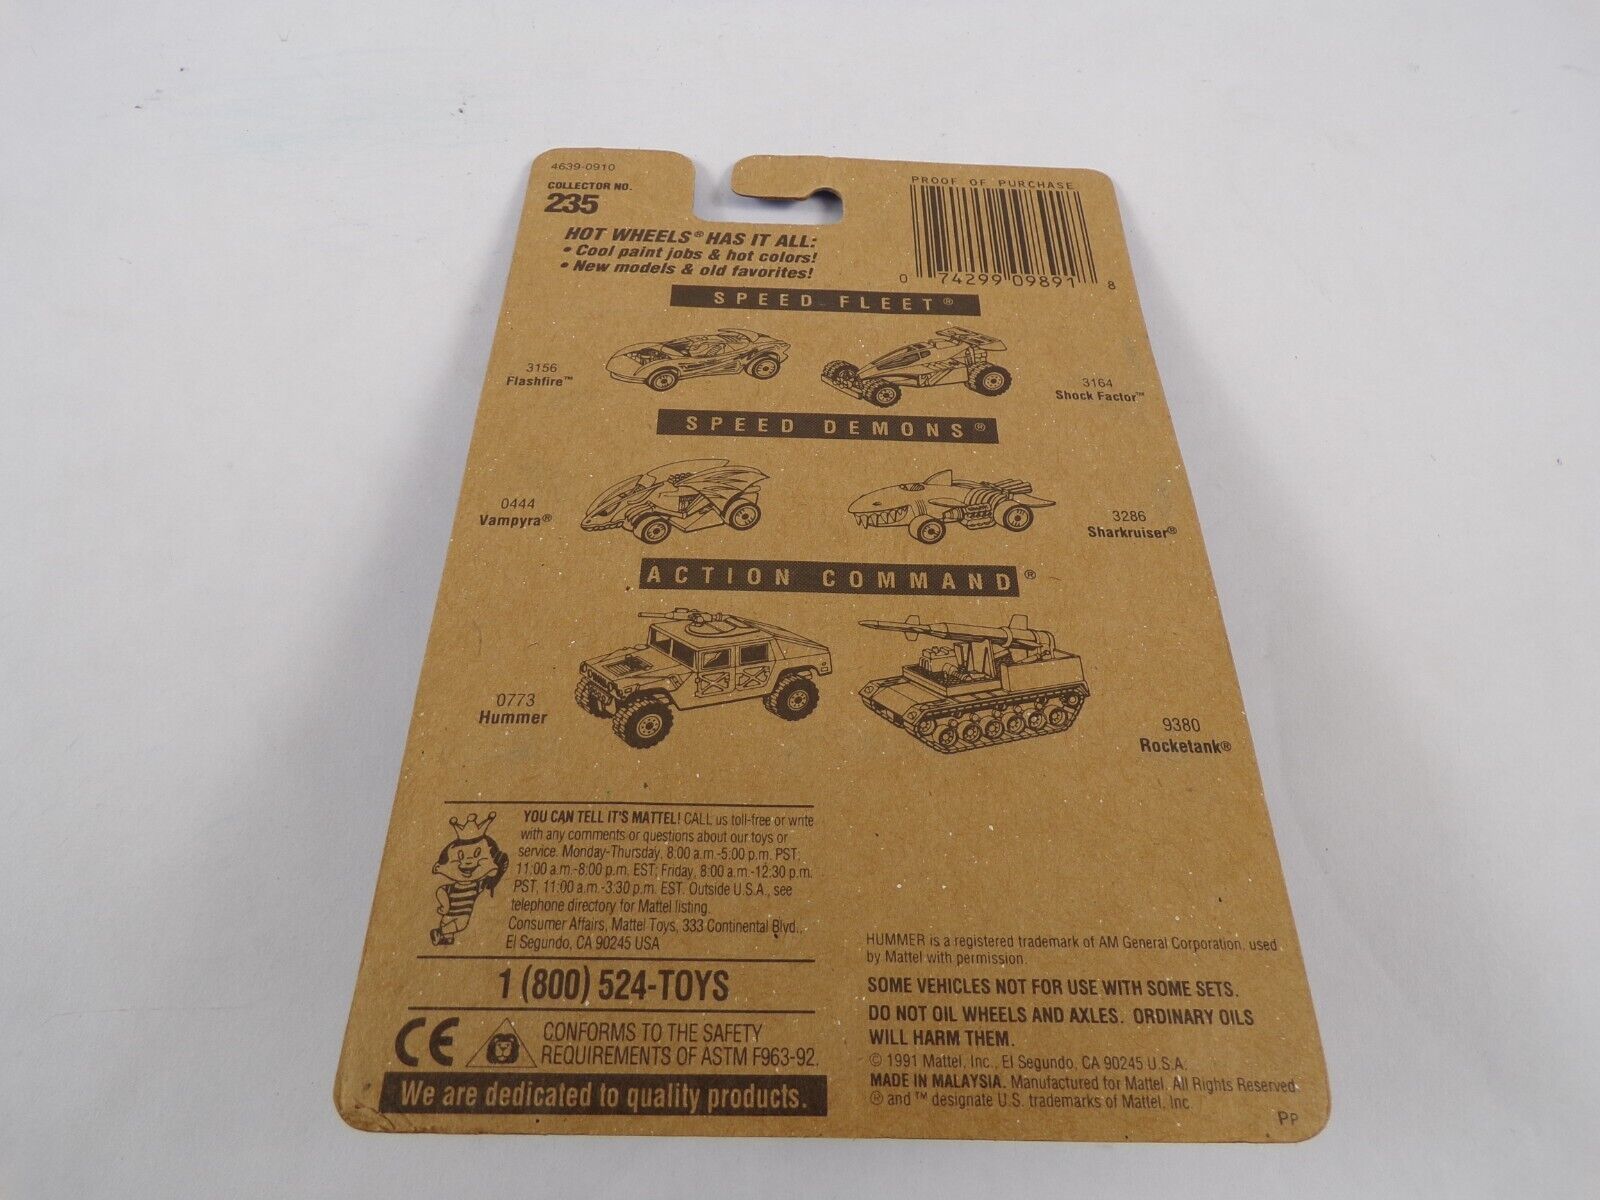 4639-0910
COLLECTOR NO.
235
PROOF OF PURCHASE
0 74299 09891 8
HOT WHEELS® HAS IT ALL:
• Cool paint jobs & hot colors!
• New models & old favorites!
SPEED FLEET®
3156
Flashfire™
3164
Shock Factor™
SPEED DEMONS®
0444
Vampyra®
3286
Sharkruiser®
ACTION COMMAND®
0773
Hummer
9380
Rocketank®
YOU CAN TELL IT'S MATTEL! CALL us toll-free or write
with any comments or questions about our toys or
service. Monday-Thursday, 8:00 a.m.-5:00 p.m. PST;
11:00 a.m.-8:00 p.m. EST; Friday, 8:00 a.m.-12:30 p.m.
PST, 11:00 a.m.-3:30 p.m. EST. Outside U.S.A., see
telephone directory for Mattel listing.
Consumer Affairs, Mattel Toys, 333 Continental Blvd.,
El Segundo, CA 90245 USA
1 (800) 524-TOYS
CE
CONFORMS TO THE SAFETY
REQUIREMENTS OF ASTM F963-92.
We are dedicated to quality products.
HUMMER is a registered trademark of AM General Corporation, used
by Mattel with permission.
SOME VEHICLES NOT FOR USE WITH SOME SETS.
DO NOT OIL WHEELS AND AXLES. ORDINARY OILS
WILL HARM THEM.
© 1991 Mattel, Inc., El Segundo, CA 90245 U.S.A.
MADE IN MALAYSIA. Manufactured for Mattel. All Rights Reserved.
® and ™ designate U.S. trademarks of Mattel, Inc.
PP